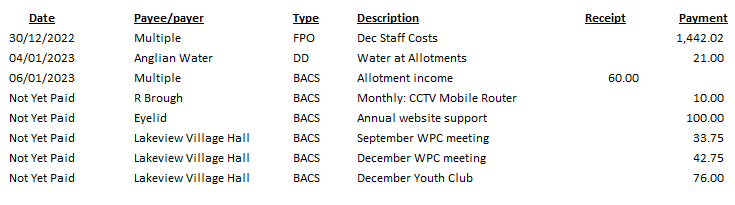 Date Payee/payer Type Description Receipt Payment
30/12/2022 Multiple FPO Dec Staff Costs 1,442.02
04/01/2023 Anglian Water DD Water at Allotments 21.00
06/01/2023 Multiple BACS Allotment income 60.00
Not Yet Paid R Brough BACS Monthly: CCTV Mobile Router 10.00
Not Yet Paid Eyelid BACS Annual website support 100.00
Not Yet Paid Lakeview Village Hall BACS September WPC meeting 33.75
Not Yet Paid Lakeview Village Hall BACS December WPC meeting 42.75
Not Yet Paid Lakeview Village Hall BACS December Youth Club 76.00